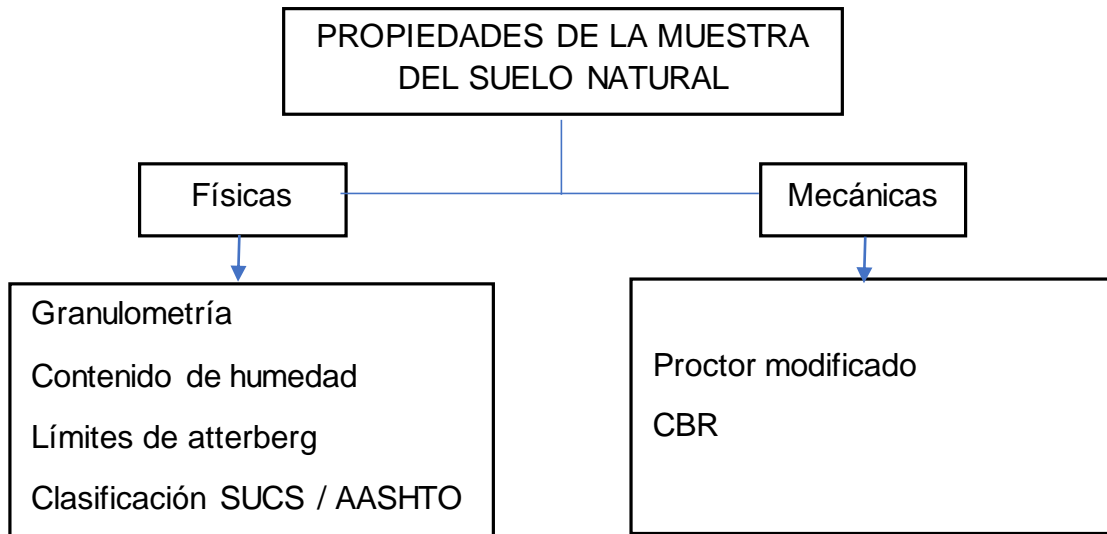 PROPIEDADES DE LA MUESTRA
DEL SUELO NATURAL
Físicas
Mecánicas
Granulometría
Contenido de humedad
Límites de atterberg
Clasificación SUCS / AASHTO
Proctor modificado
CBR